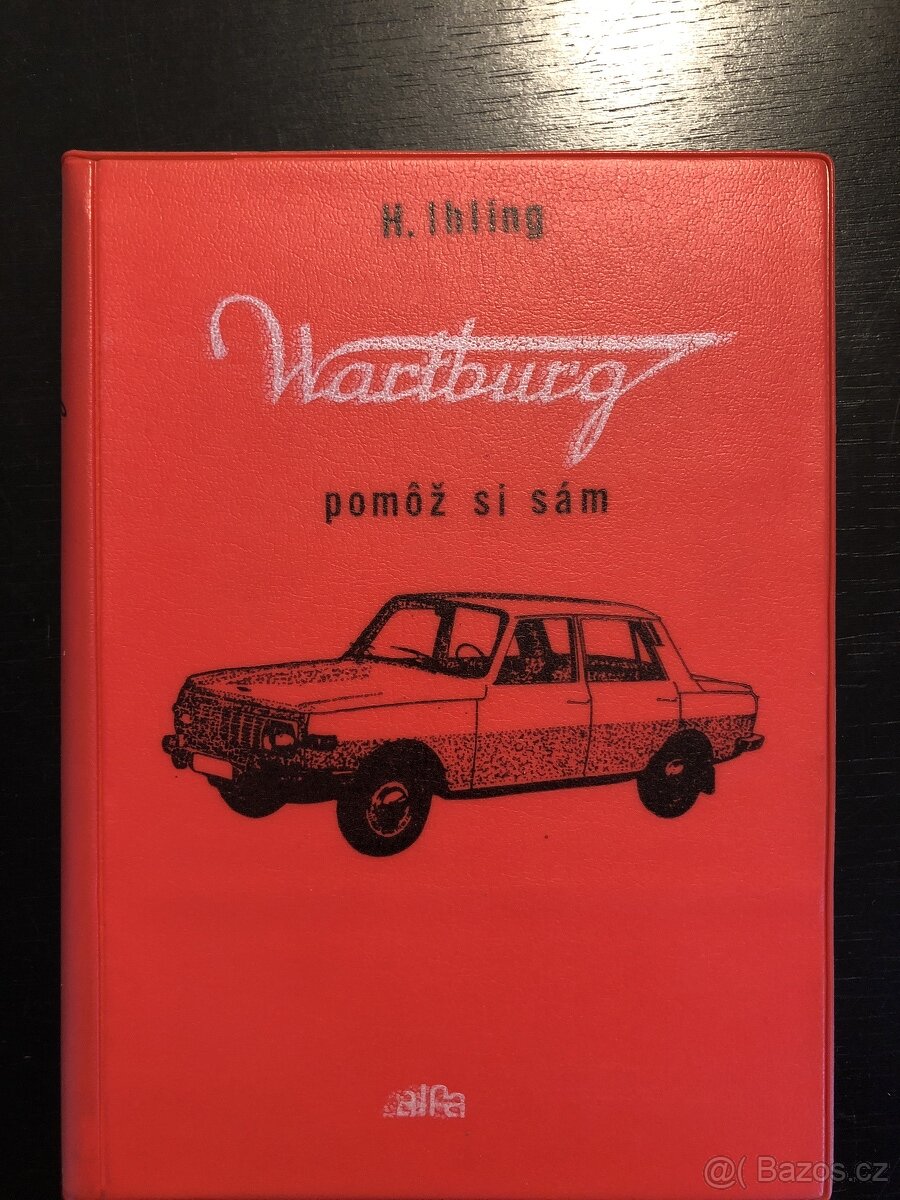 H. Ihling
Wartburg
pomôž si sám
alfa
@( Bazos.cz